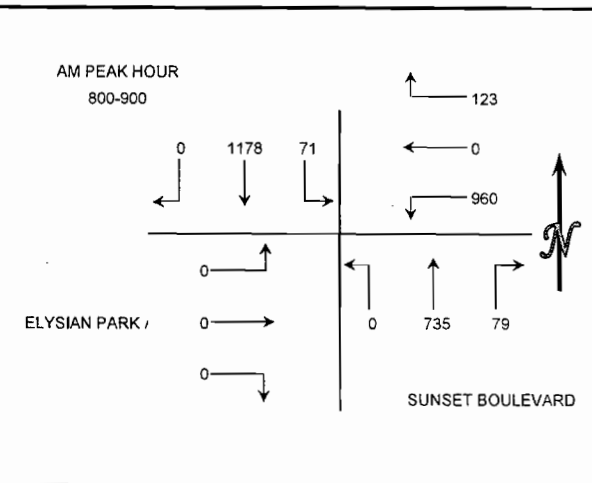 AM PEAK HOUR
800-900
123
0 1178 71
0
960
N
0
ELYSIAN PARK /
0
0 735 79
0
SUNSET BOULEVARD